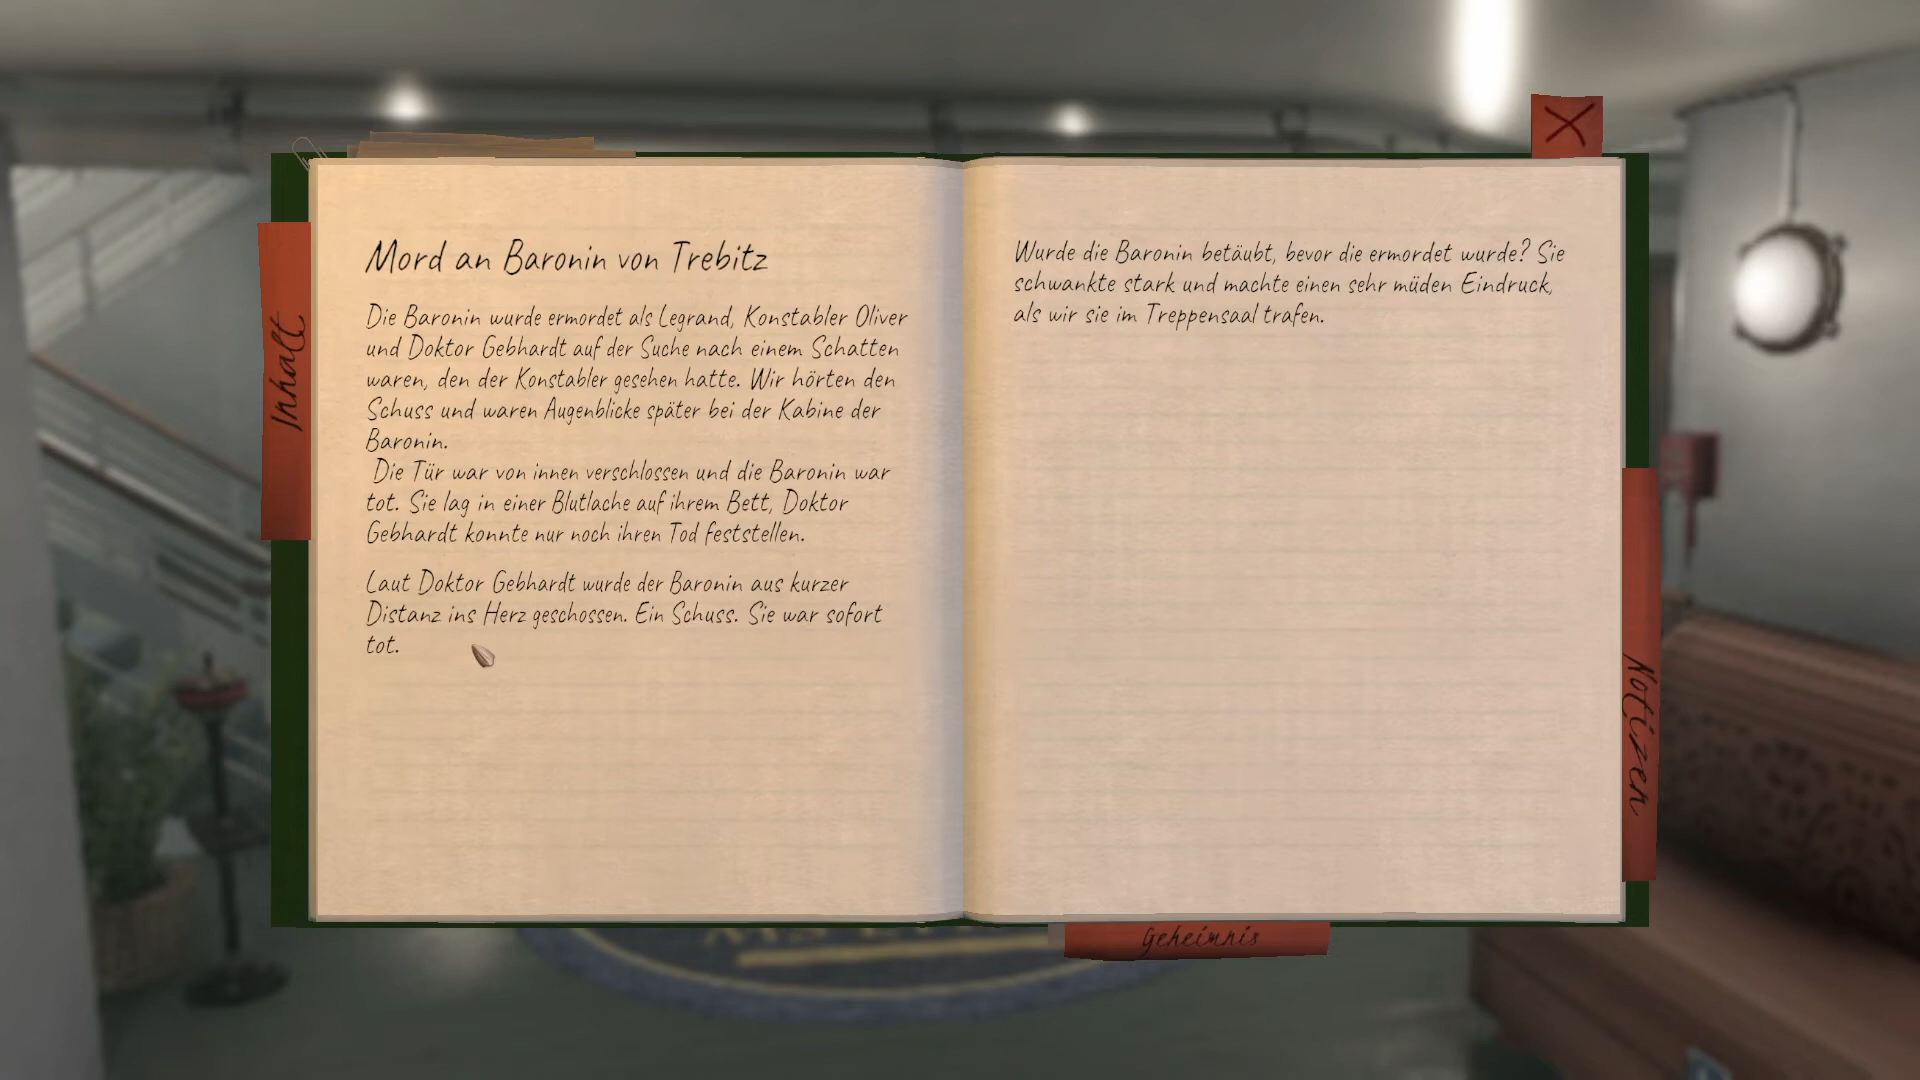 Mord an Baronin von Trebitz
Die Baronin wurde ermordet als Legrand, Konstabler Oliver
und Doktor Gebhardt auf der Suche nach einem Schatten
waren, den der Konstabler gesehen hatte. Wir hörten den
Schuss und waren Augenblicke später bei der Kabine der
Baronin.
Die Tür war von innen verschlossen und die Baronin war
tot. Sie lag in einer Blutlache auf ihrem Bett, Doktor
Gebhardt konnte nur noch ihren Tod feststellen.
Laut Doktor Gebhardt wurde der Baronin aus kurzer
Distanz ins Herz geschossen. Ein Schuss. Sie war sofort
tot.
Wurde die Baronin betäubt, bevor die ermordet wurde? Sie
schwankte stark und machte einen sehr müden Eindruck,
als wir sie im Treppensaal trafen.
Inhalt
Notizen
Geheimnis